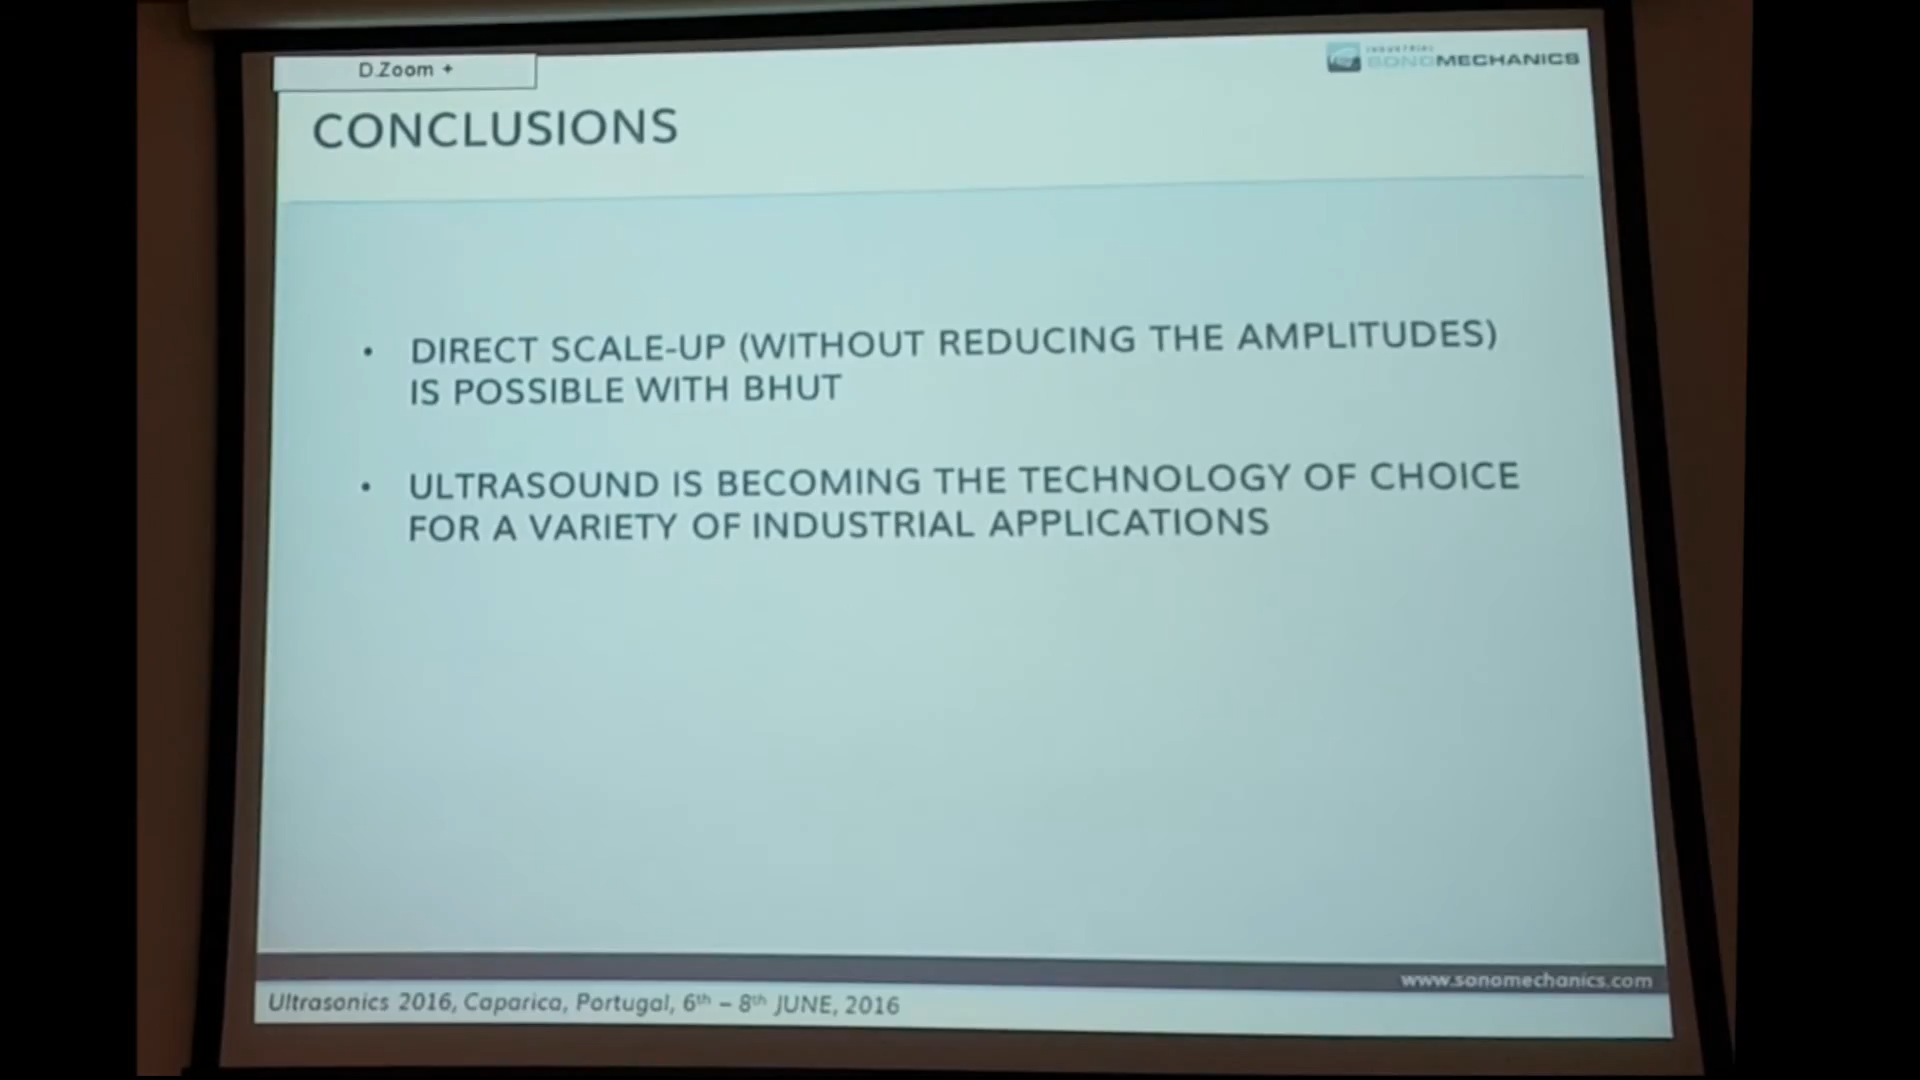 D.Zoom +
INDUSTRIAL
SONOMECHANICS
CONCLUSIONS
• DIRECT SCALE-UP (WITHOUT REDUCING THE AMPLITUDES)
IS POSSIBLE WITH BHUT
• ULTRASOUND IS BECOMING THE TECHNOLOGY OF CHOICE
FOR A VARIETY OF INDUSTRIAL APPLICATIONS
www.sonomechanics.com
Ultrasonics 2016, Caparica, Portugal, 6th – 8th JUNE, 2016